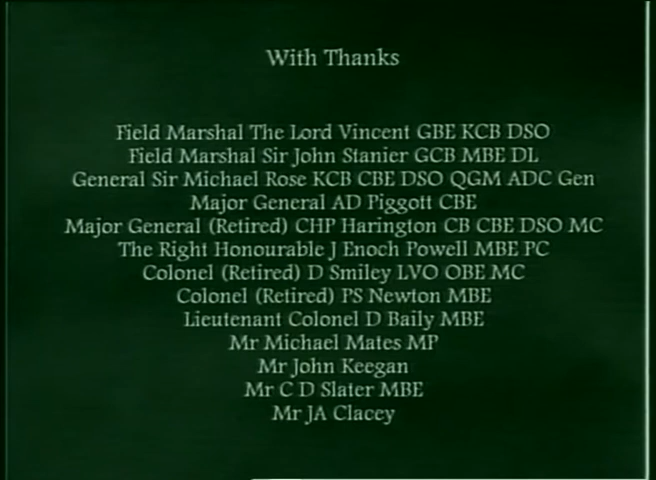 With Thanks
Field Marshal The Lord Vincent GBE KCB DSO
Field Marshal Sir John Stanier GCB MBE DL
General Sir Michael Rose KCB CBE DSO QGM ADC Gen
Major General AD Piggott CBE
Major General (Retired) CHP Harington CB CBE DSO MC
The Right Honourable J Enoch Powell MBE PC
Colonel (Retired) D Smiley LVO OBE MC
Colonel (Retired) PS Newton MBE
Lieutenant Colonel D Baily MBE
Mr Michael Mates MP
Mr John Keegan
Mr C D Slater MBE
Mr JA Clacey